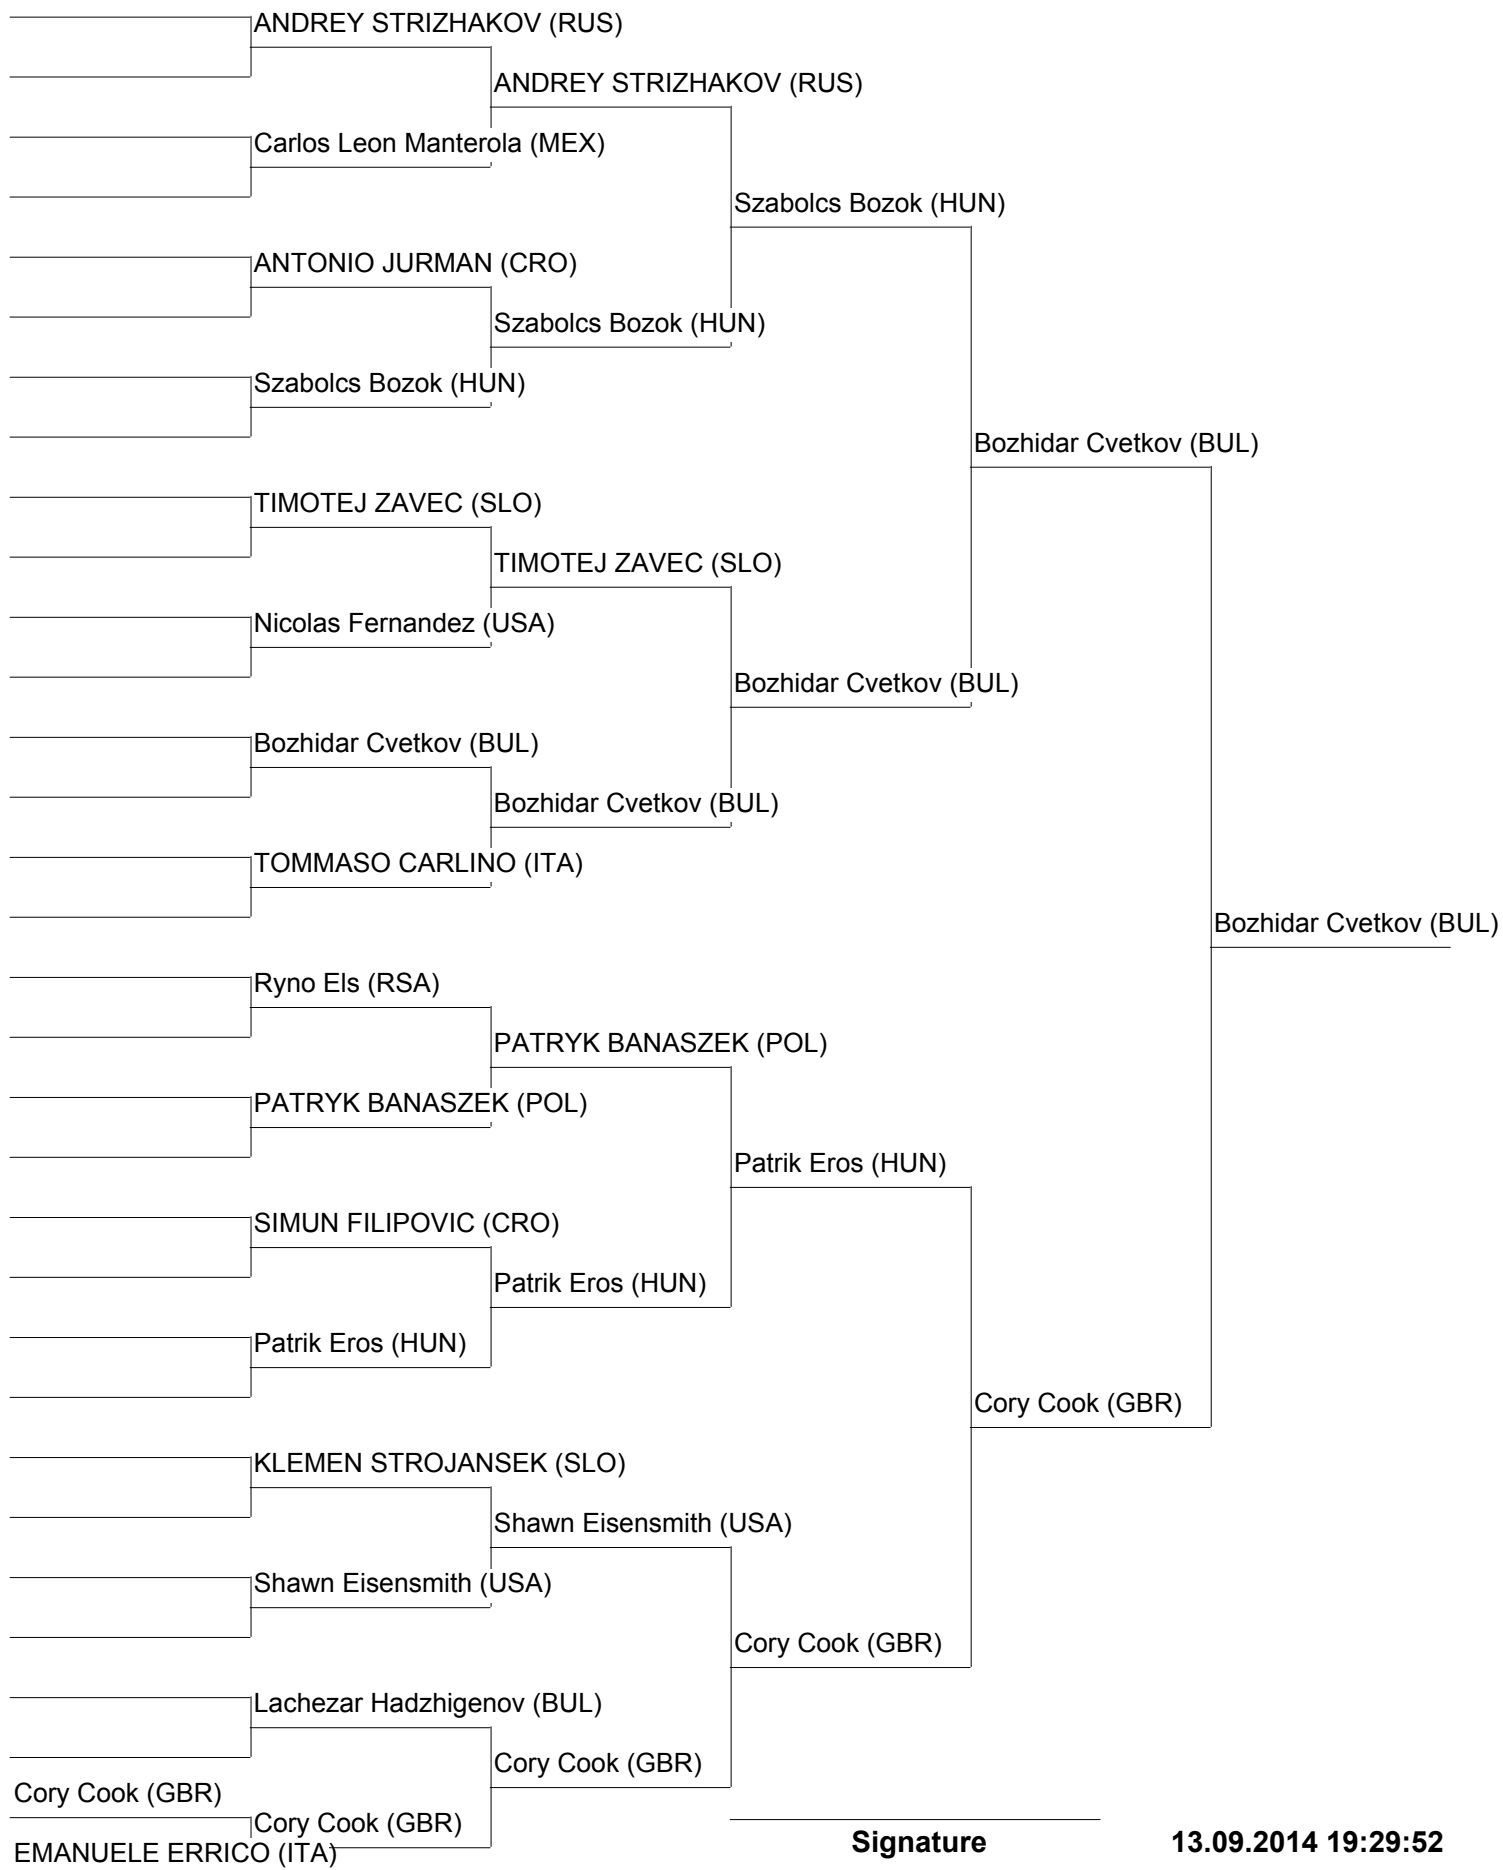 ANDREY STRIZHAKOV (RUS)
ANDREY STRIZHAKOV (RUS)
Carlos Leon Manterola (MEX)
Szabolcs Bozok (HUN)
ANTONIO JURMAN (CRO)
Szabolcs Bozok (HUN)
Szabolcs Bozok (HUN)
Bozhidar Cvetkov (BUL)
TIMOTEJ ZAVEC (SLO)
TIMOTEJ ZAVEC (SLO)
Nicolas Fernandez (USA)
Bozhidar Cvetkov (BUL)
Bozhidar Cvetkov (BUL)
Bozhidar Cvetkov (BUL)
TOMMASO CARLINO (ITA)
Bozhidar Cvetkov (BUL)
Ryno Els (RSA)
PATRYK BANASZEK (POL)
PATRYK BANASZEK (POL)
Patrik Eros (HUN)
SIMUN FILIPOVIC (CRO)
Patrik Eros (HUN)
Patrik Eros (HUN)
Cory Cook (GBR)
KLEMEN STROJANSEK (SLO)
Shawn Eisensmith (USA)
Shawn Eisensmith (USA)
Cory Cook (GBR)
Lachezar Hadzhigenov (BUL)
Cory Cook (GBR)
Cory Cook (GBR)
Cory Cook (GBR)
EMANUELE ERRICO (ITA)
Signature
13.09.2014 19:29:52